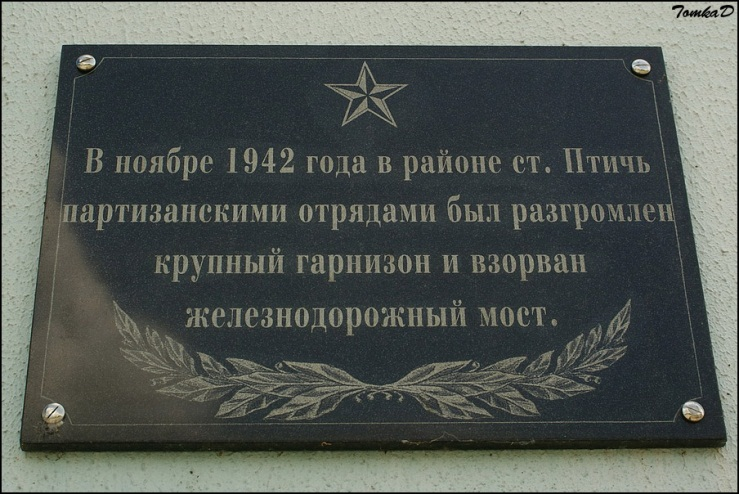 TomkaD
В ноябре 1942 года в районе ст. Птичь
партизанскими отрядами был разгромлен
крупный гарнизон и взорван
железнодорожный мост.